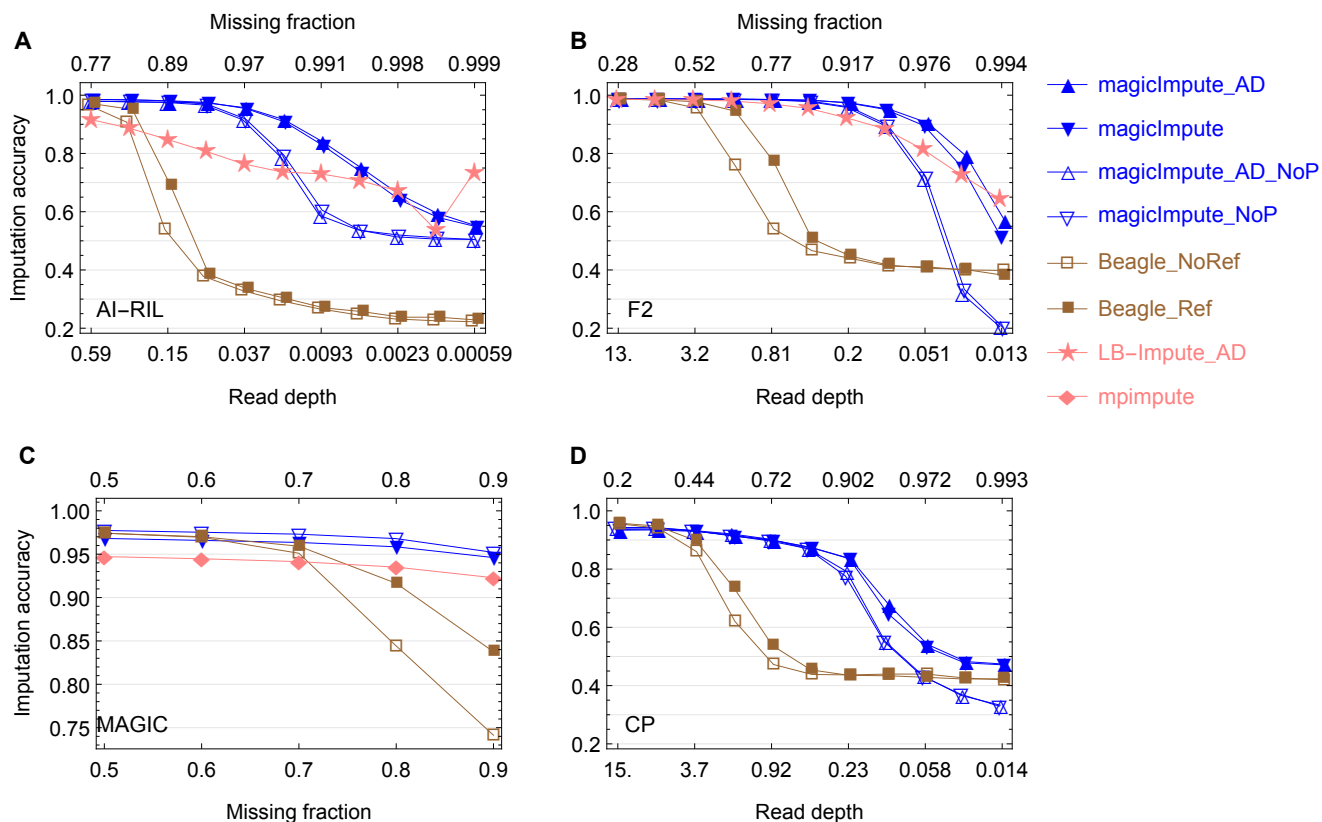 Missing fraction
Missing fraction
A
B
0.77 0.89 0.97 0.991 0.998 0.999
0.28 0.52 0.77 0.917 0.976 0.994
Imputation accuracy
1.0
0.8
0.6
0.4
0.2
AI-RIL
0.59 0.15 0.037 0.0093 0.0023 0.00059
Read depth
1.0
0.8
0.6
0.4
0.2
F2
13. 3.2 0.81 0.2 0.051 0.013
Read depth
magicImpute_AD
magicImpute
magicImpute_AD_NoP
magicImpute_NoP
Beagle_NoRef
Beagle_Ref
LB-Impute_AD
mpimpute
C
D
0.5 0.6 0.7 0.8 0.9
0.2 0.44 0.72 0.902 0.972 0.993
Imputation accuracy
1.00
0.95
0.90
0.85
0.80
0.75
MAGIC
0.5 0.6 0.7 0.8 0.9
Missing fraction
1.0
0.8
0.6
0.4
0.2
CP
15. 3.7 0.92 0.23 0.058 0.014
Read depth